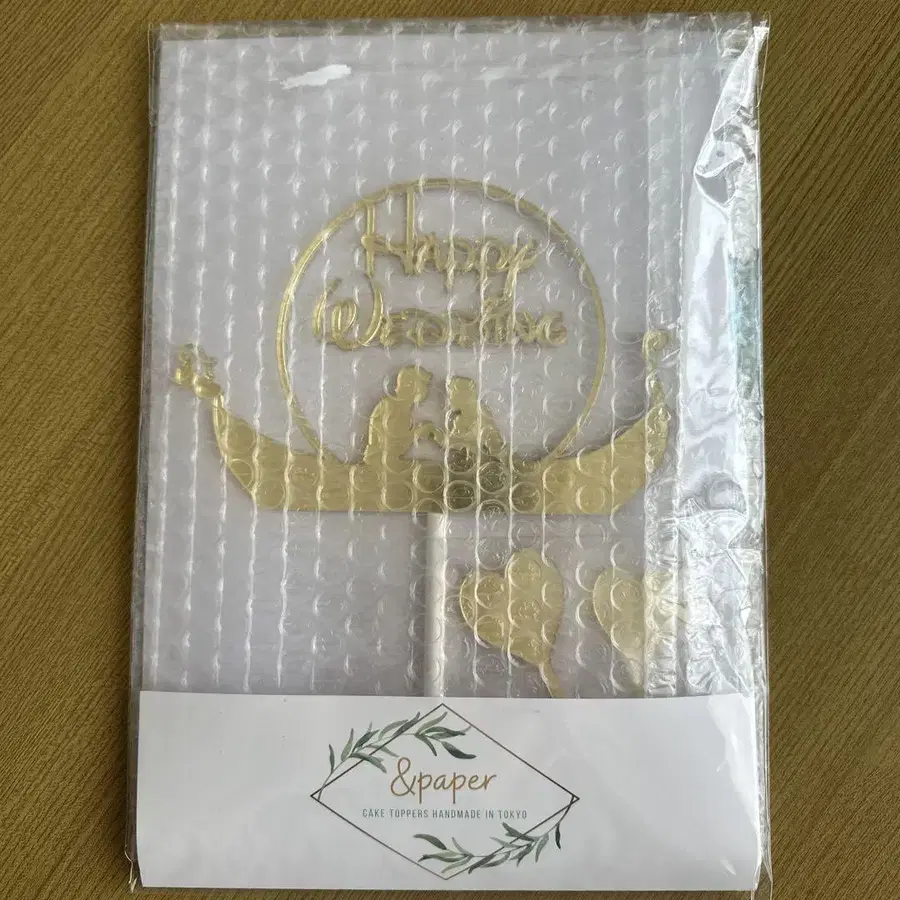 Happy
Wedding
&paper
CAKE TOPPERS HANDMADE IN TOKYO